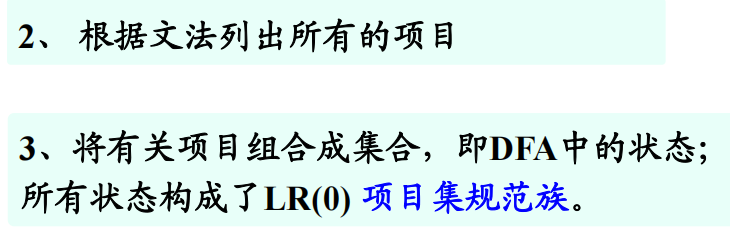 2、 根据文法列出所有的项目
3、将有关项目组合成集合，即DFA中的状态；
所有状态构成了LR(0) 项目集规范族。